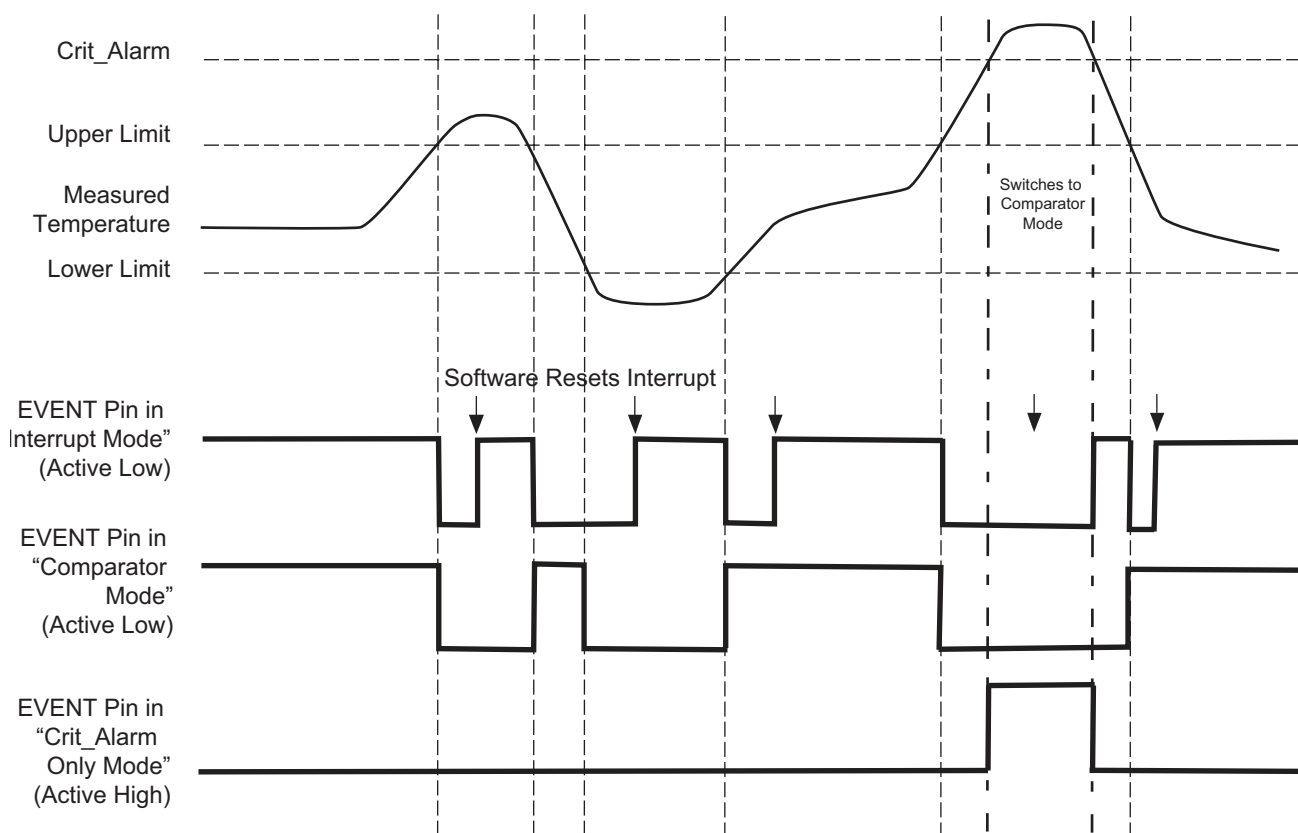 Crit_Alarm
Upper Limit
Measured
Temperature
Lower Limit
Switches to
Comparator
Mode
Software Resets Interrupt
EVENT Pin in
Interrupt Mode”
(Active Low)
EVENT Pin in
“Comparator
Mode”
(Active Low)
EVENT Pin in
“Crit_Alarm
Only Mode”
(Active High)